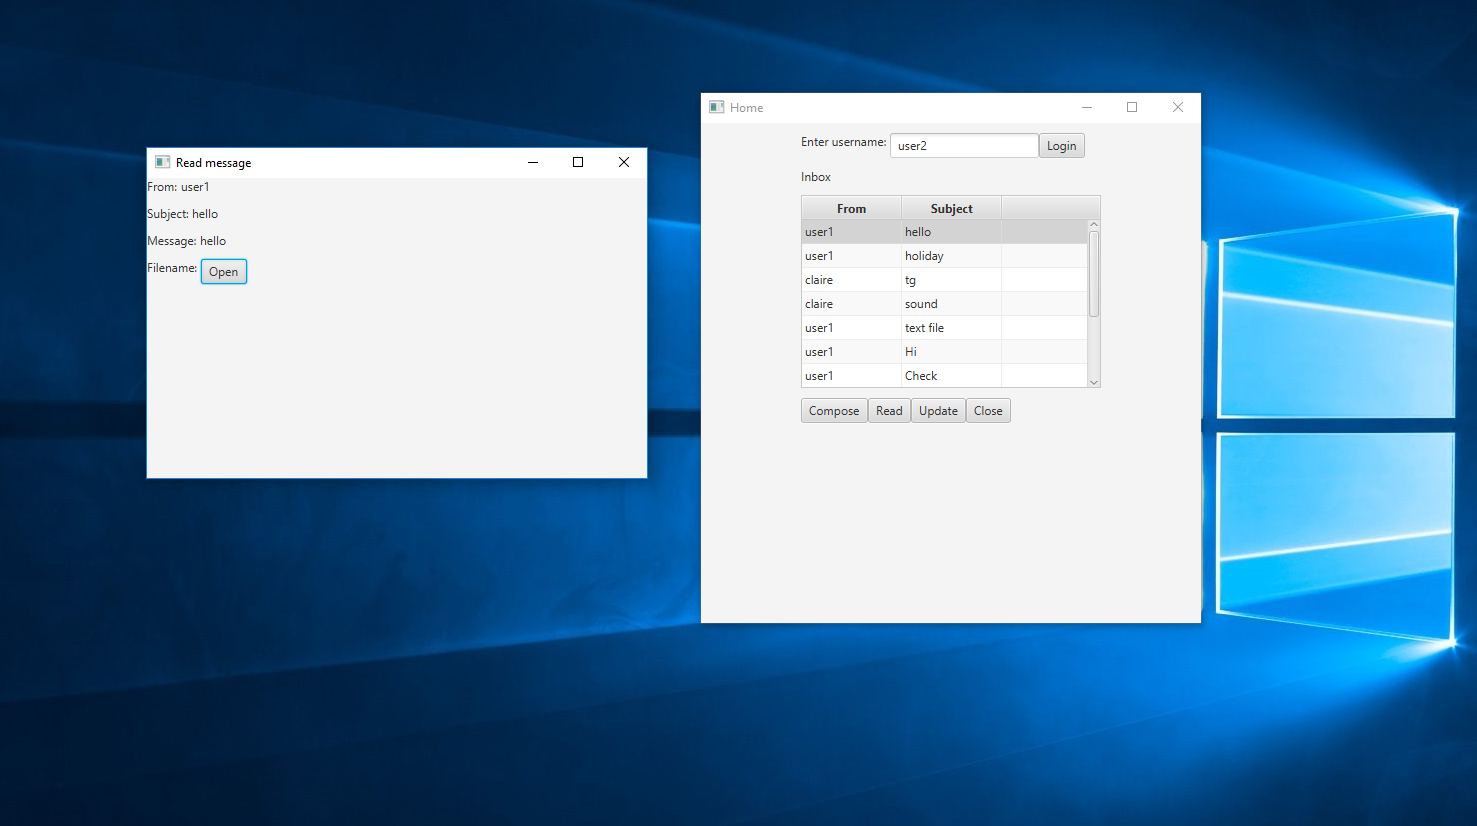 Read message
From: user1
Subject: hello
Message: hello
Filename: Open
Home
Enter username: user2 Login
Inbox
From Subject
user1 hello
user1 holiday
claire tg
claire sound
user1 text file
user1 Hi
user1 Check
Compose Read Update Close